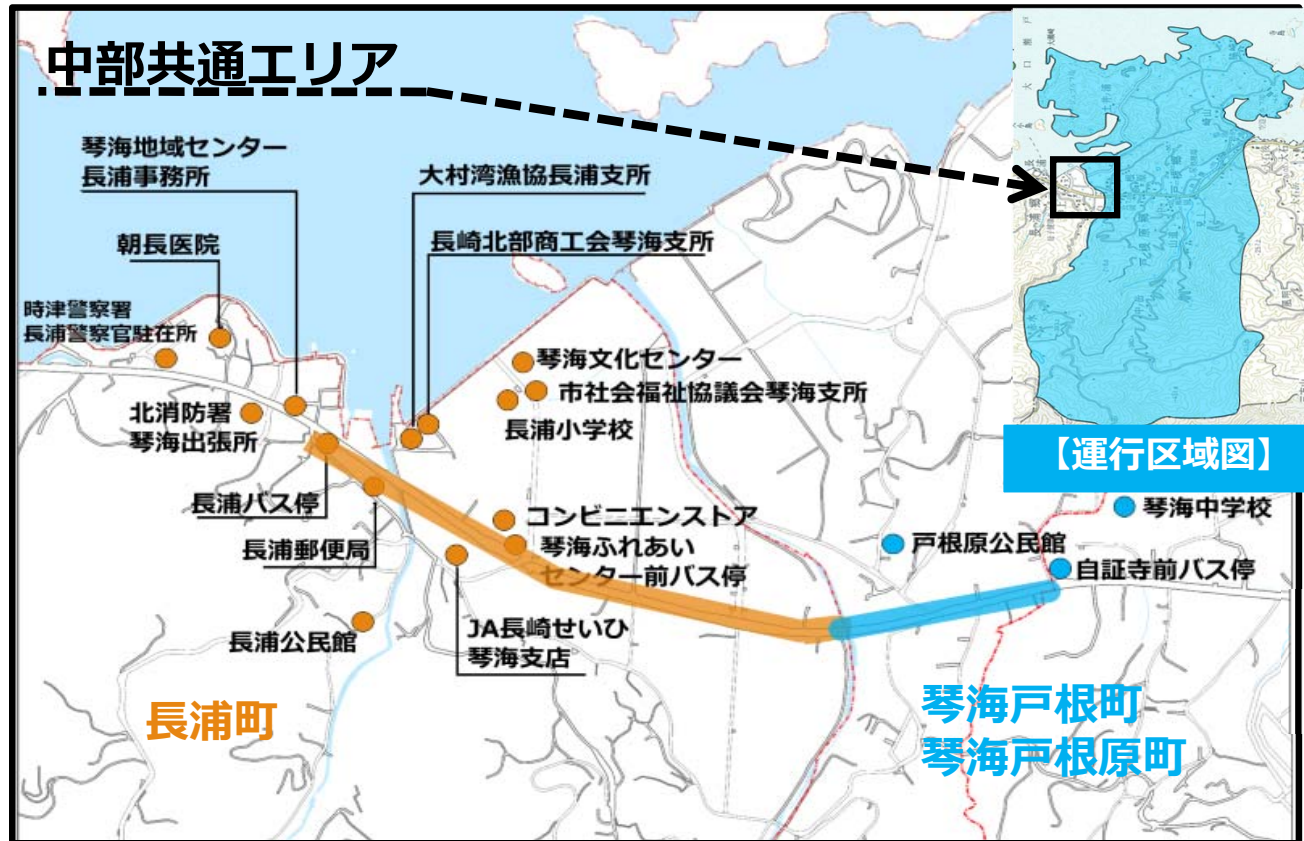 中部共通エリア
琴海地域センター
長浦事務所
大村湾漁協長浦支所
朝長医院
長崎北部商工会琴海支所
時津警察署
長浦警察官駐在所
琴海文化センター
市社会福祉協議会琴海支所
長浦小学校
北消防署
琴海出張所
【運行区域図】
長浦バス停
コンビニエンストア
琴海中学校
長浦郵便局
琴海ふれあい
センター前バス停
戸根原公民館
自証寺前バス停
長浦公民館
JA長崎せいひ
琴海支店
長浦町
琴海戸根町
琴海戸根原町